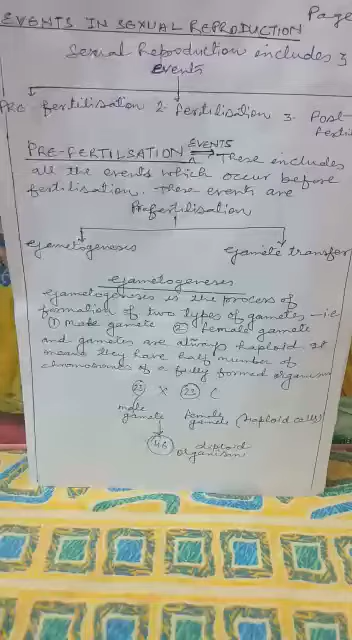 Page
EVENTS IN SEXUAL REPRODUCTION
Sexual Reproduction includes 3
Events
PRE fertilisation 2. fertilisation 3. Post-
fertili
PRE-FERTILSATION EVENTS These includes
all the events which occur before
fertilisation. These events are
Prefertilisation
Gametogenesis Gamete transfer
Gametogeneses
Gametogeneses is the process of
formation of two types of gametes - i.e
① male gamete ② female gamete
and gametes are always haploid It
means they have half number of
chromosomes of a fully formed organism
23 X 23 (
male gamete female gamete (haploid cells)
46 diploid
organism